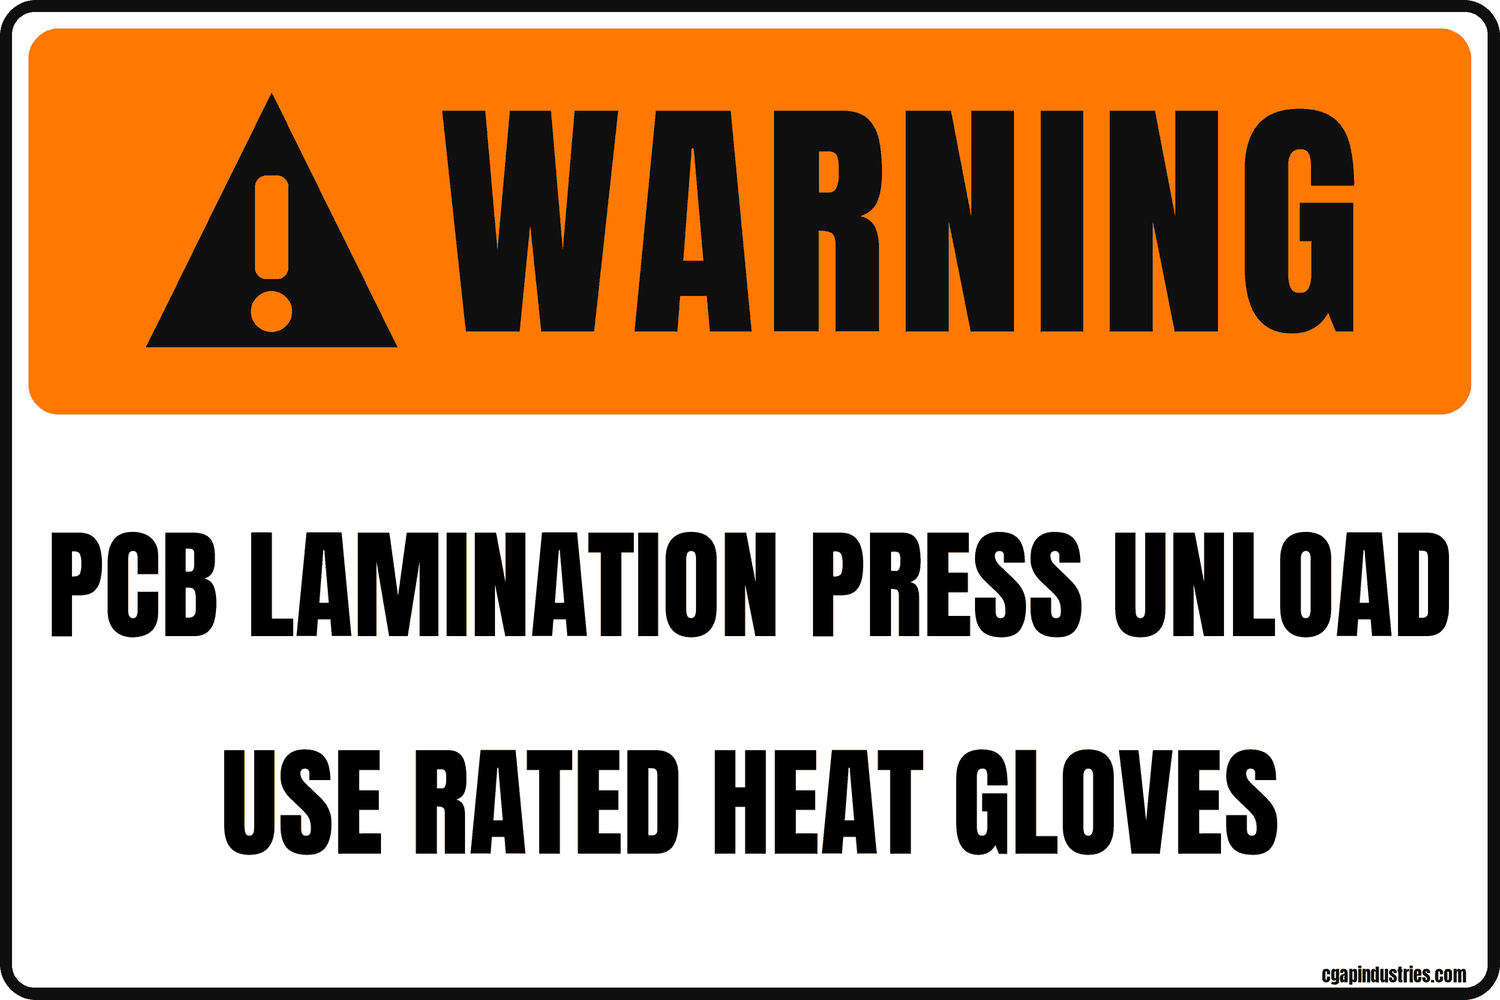 WARNING
PCB LAMINATION PRESS UNLOAD
USE RATED HEAT GLOVES
cgapindustries.com